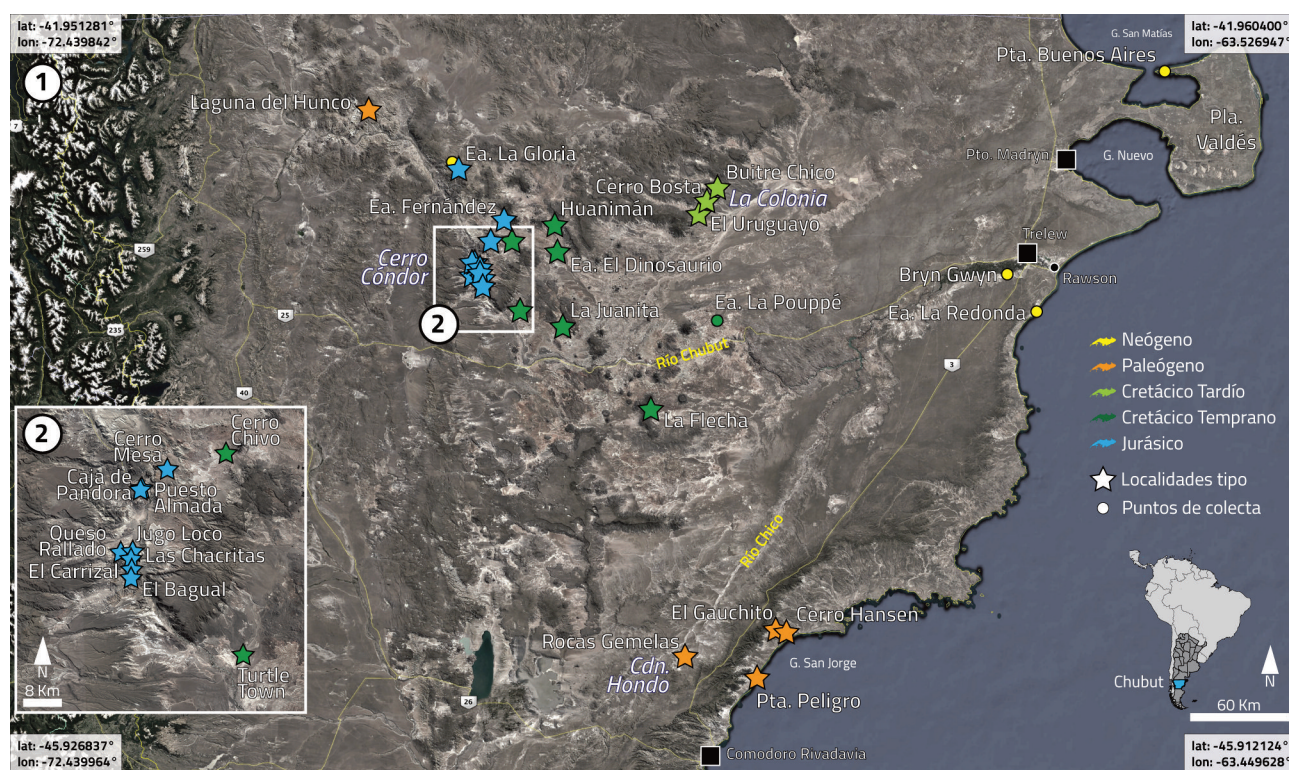 lat: -41.951281°
lon: -72.439842°
lat: -41.960400°
lon: -63.526947°
1
G. San Matías
Pta. Buenos Aires
Laguna del Hunco
7
Pla.
Valdés
Pto. Madryn
G. Nuevo
Ea. La Gloria
Buitre Chico
Cerro Bosta
La Colonia
El Uruguayo
Ea. Fernández
Huanimán
259
Cerro
Cóndor
Ea. El Dinosaurio
Trelew
Bryn Gwyn
Rawson
Ea. La Pouppé
Ea. La Redonda
25
235
2
La Juanita
Río Chubut
3
40
Neógeno
Paleógeno
Cretácico Tardío
Cretácico Temprano
Jurásico
Localidades tipo
Puntos de colecta
La Flecha
2
Cerro
Chivo
Cerro
Mesa
Caja de
Pandora
Puesto
Almada
Queso
Rallado
Jugo Loco
Las Chacritas
El Carrizal
El Bagual
Turtle
Town
N
8 Km
Río Chico
El Gauchito
Cerro Hansen
Rocas Gemelas
Cdn.
Hondo
G. San Jorge
Pta. Peligro
26
Chubut
N
60 Km
Comodoro Rivadavia
lat: -45.926837°
lon: -72.439964°
lat: -45.912124°
lon: -63.449628°